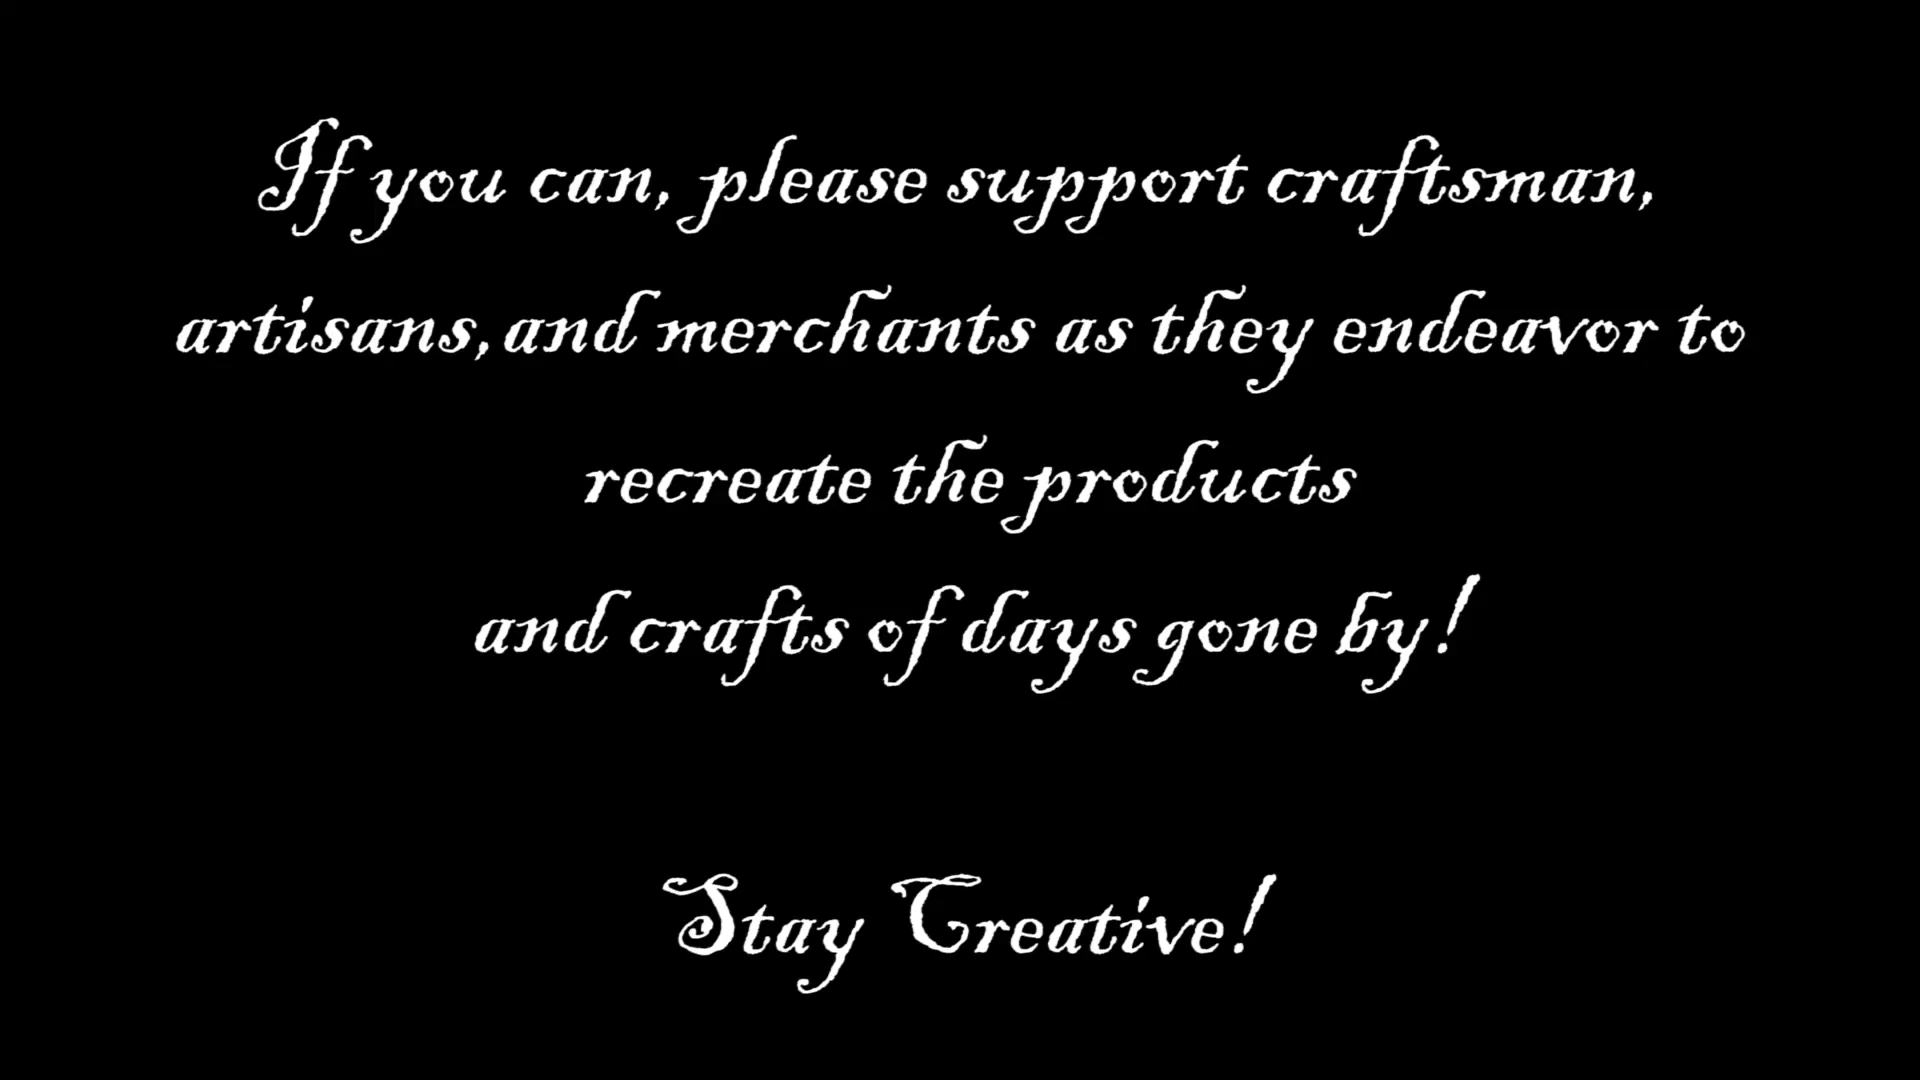 If you can, please support craftsman,
artisans, and merchants as they endeavor to
recreate the products
and crafts of days gone by!
Stay Creative!